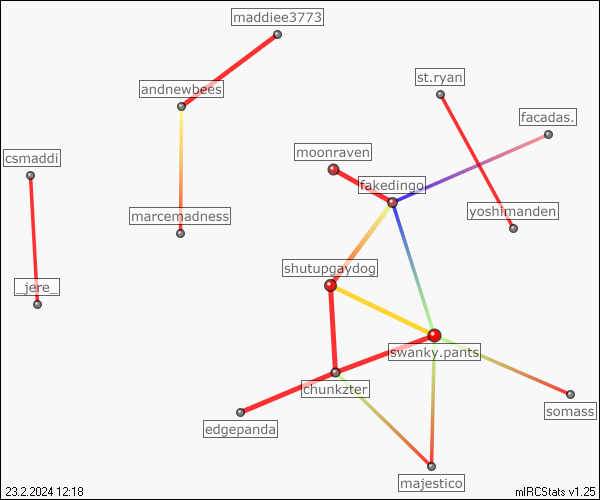 maddiee3773
st.ryan
andnewbees
facadas.
moonraven
csmaddi
fakedingo
marcemadness
yoshimanden
shutupgaydog
_jere_
swanky.pants
chunkzter
somass
edgepanda
majestico
23.2.2024 12:18
mIRCStats v1.25